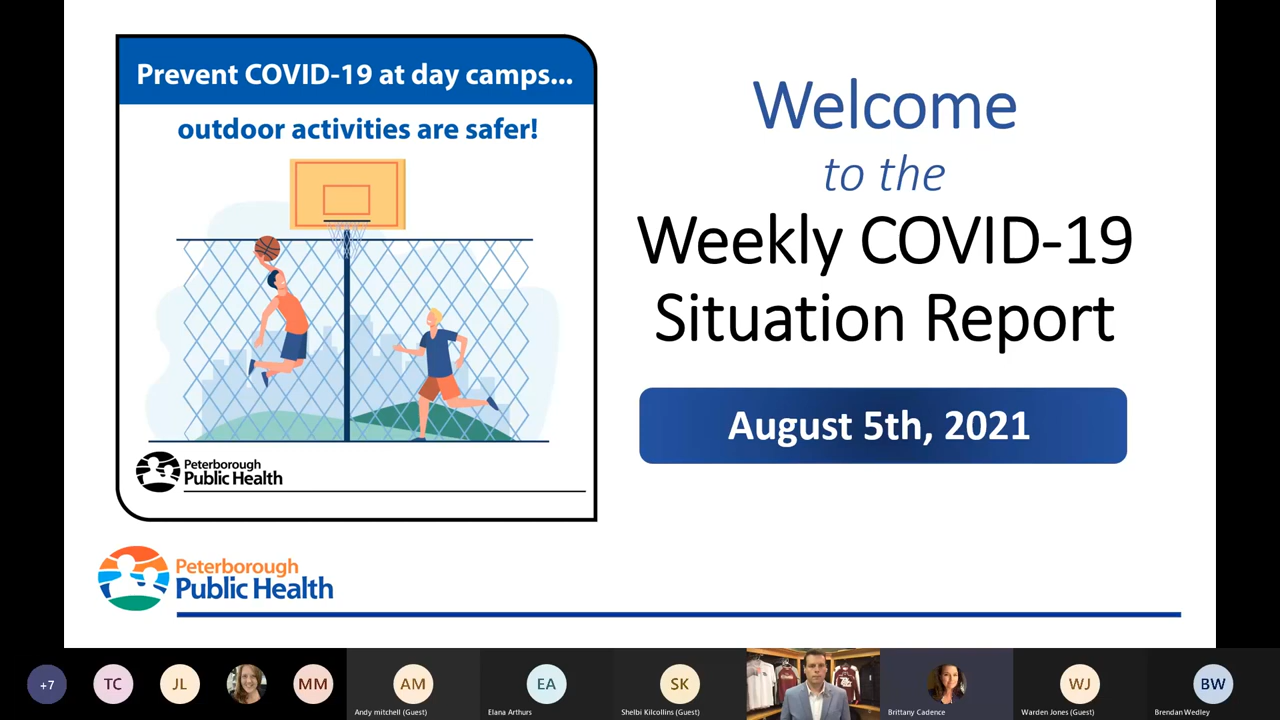 Prevent COVID-19 at day camps...
outdoor activities are safer!
Peterborough
Public Health
Welcome
to the
Weekly COVID-19
Situation Report
August 5th, 2021
Peterborough
Public Health
+7
TC
JL
MM
AM
Andy mitchell (Guest)
EA
Elana Arthurs
SK
Shelbi Kilcollins (Guest)
Brittany Cadence
WJ
Warden Jones (Guest)
BW
Brendan Wedley